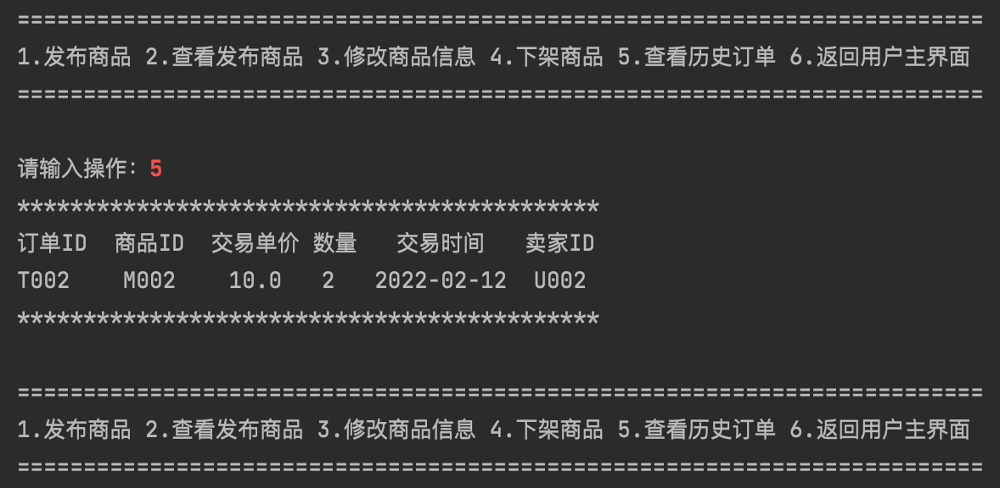 =========================================================================
1.发布商品 2.查看发布商品 3.修改商品信息 4.下架商品 5.查看历史订单 6.返回用户主界面
=========================================================================
请输入操作：5
********************************************
订单ID  商品ID  交易单价 数量   交易时间   卖家ID
T002    M002    10.0   2   2022-02-12  U002
********************************************
=========================================================================
1.发布商品 2.查看发布商品 3.修改商品信息 4.下架商品 5.查看历史订单 6.返回用户主界面
=========================================================================